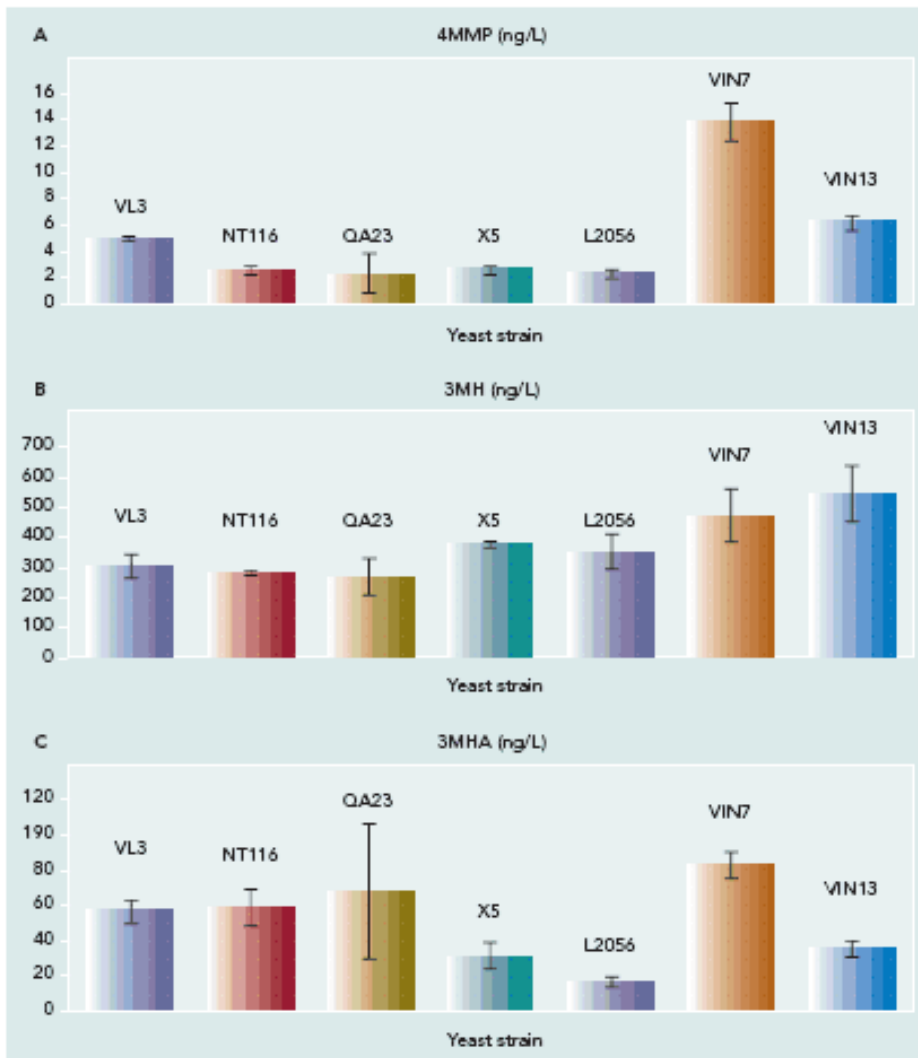 A 4MMP (ng/L)
16
14
12
10
8
6
4
2
0
VL3
NT116
QA23
X5
L2056
VIN7
VIN13
Yeast strain
B 3MH (ng/L)
700
600
500
400
300
200
100
0
VL3
NT116
QA23
X5
L2056
VIN7
VIN13
Yeast strain
C 3MHA (ng/L)
120
190
80
60
40
20
0
VL3
NT116
QA23
X5
L2056
VIN7
VIN13
Yeast strain